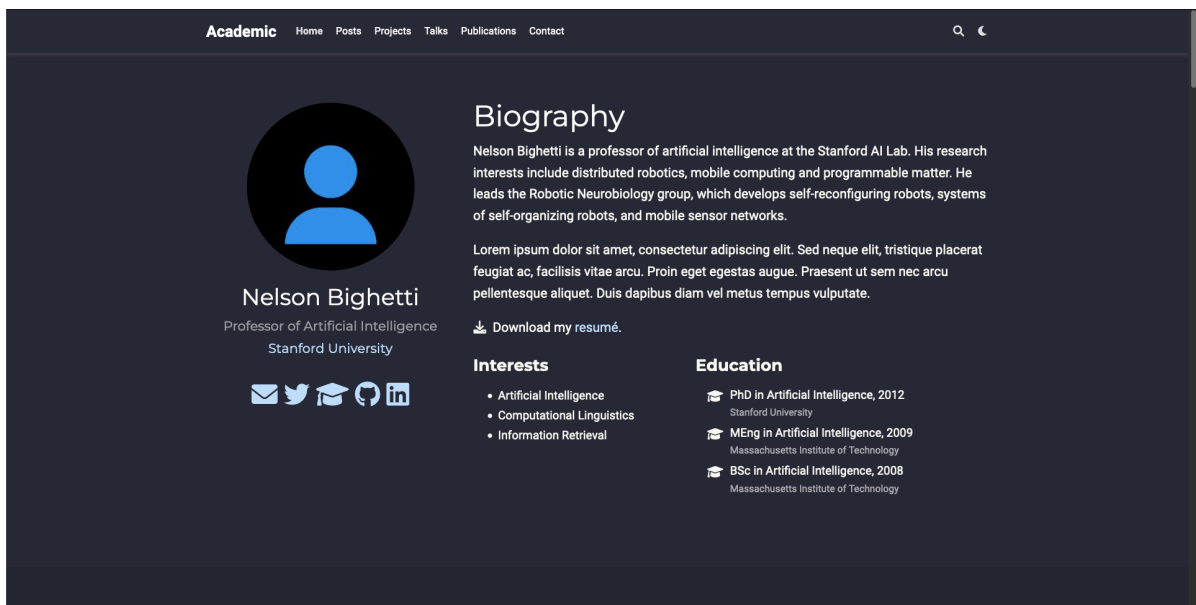 Academic Home Posts Projects Talks Publications Contact
Nelson Bighetti
Professor of Artificial Intelligence
Stanford University
in
Biography
Nelson Bighetti is a professor of artificial intelligence at the Stanford AI Lab. His research
interests include distributed robotics, mobile computing and programmable matter. He
leads the Robotic Neurobiology group, which develops self-reconfiguring robots, systems
of self-organizing robots, and mobile sensor networks.
Lorem ipsum dolor sit amet, consectetur adipiscing elit. Sed neque elit, tristique placerat
feugiat ac, facilisis vitae arcu. Proin eget egestas augue. Praesent ut sem nec arcu
pellentesque aliquet. Duis dapibus diam vel metus tempus vulputate.
Download my resumé.
Interests
• Artificial Intelligence
• Computational Linguistics
• Information Retrieval
Education
PhD in Artificial Intelligence, 2012
Stanford University
MEng in Artificial Intelligence, 2009
Massachusetts Institute of Technology
BSc in Artificial Intelligence, 2008
Massachusetts Institute of Technology